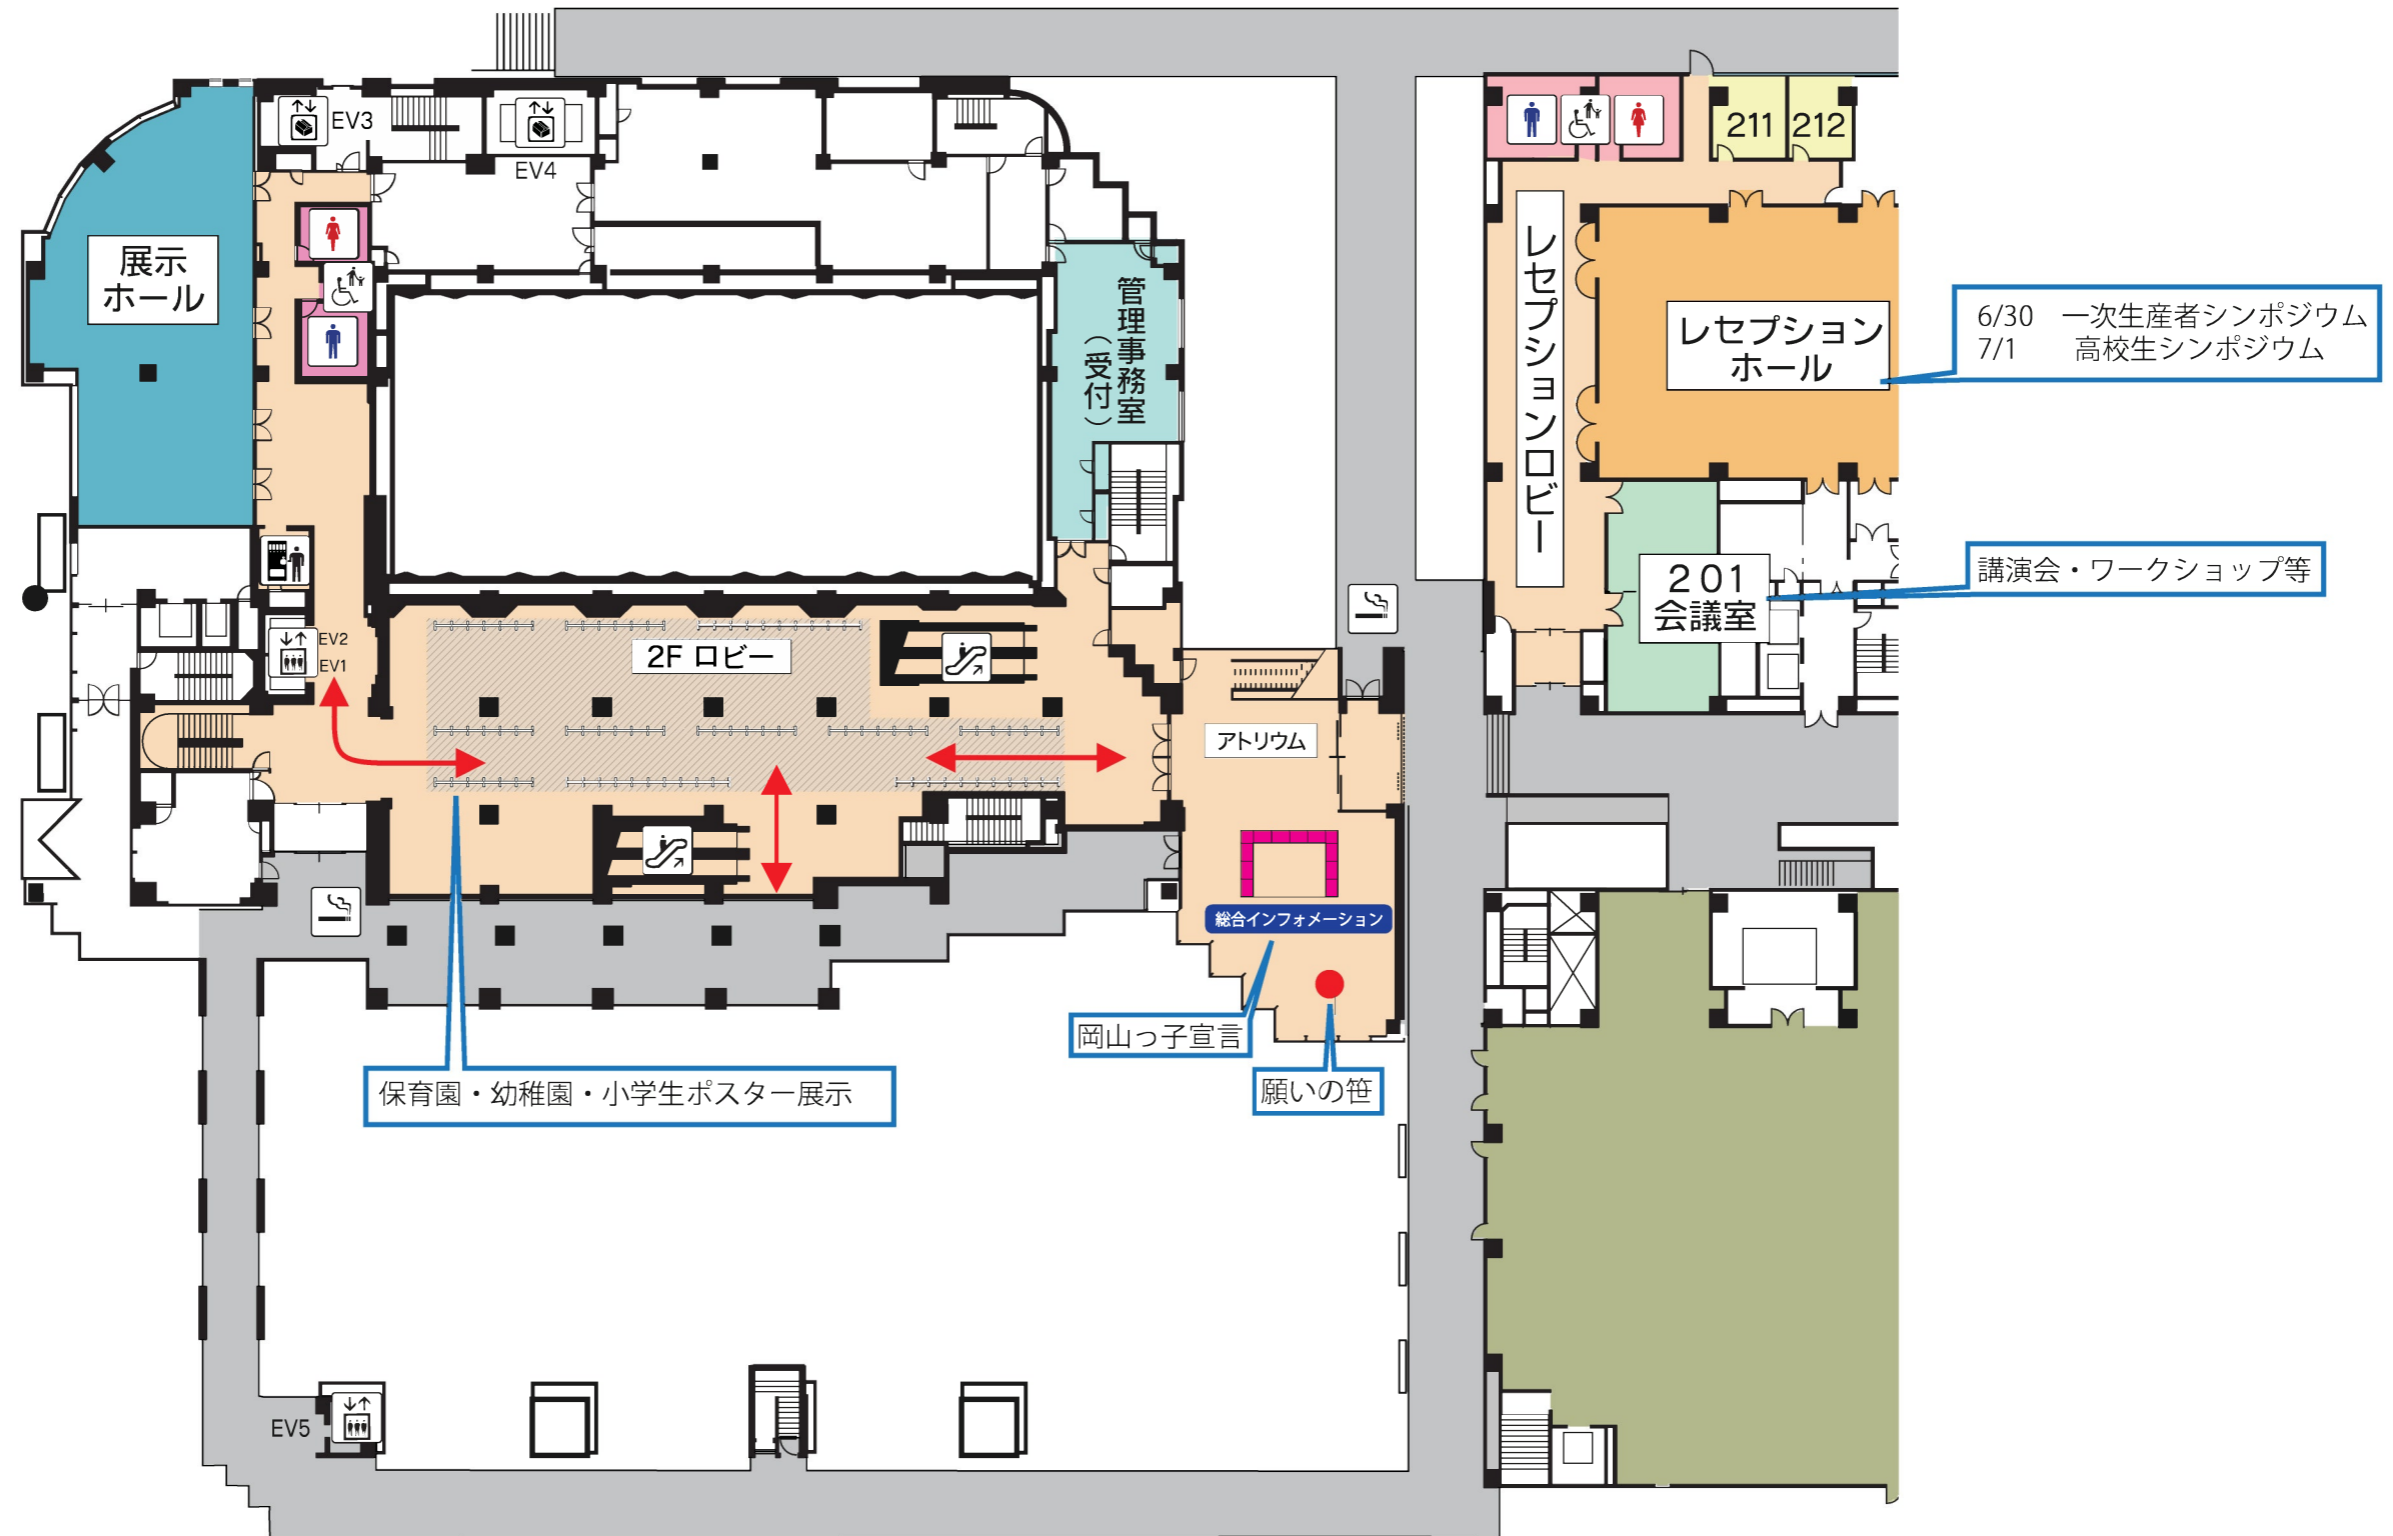 EV3
EV4
211
212
展示
ホール
管理事務室
(受付)
レセプションロビー
レセプション
ホール
6/30 一次生産者シンポジウム
7/1 高校生シンポジウム
201
会議室
講演会・ワークショップ等
EV2
EV1
2F ロビー
アトリウム
総合インフォメーション
岡山っ子宣言
願いの笹
保育園・幼稚園・小学生ポスター展示
EV5